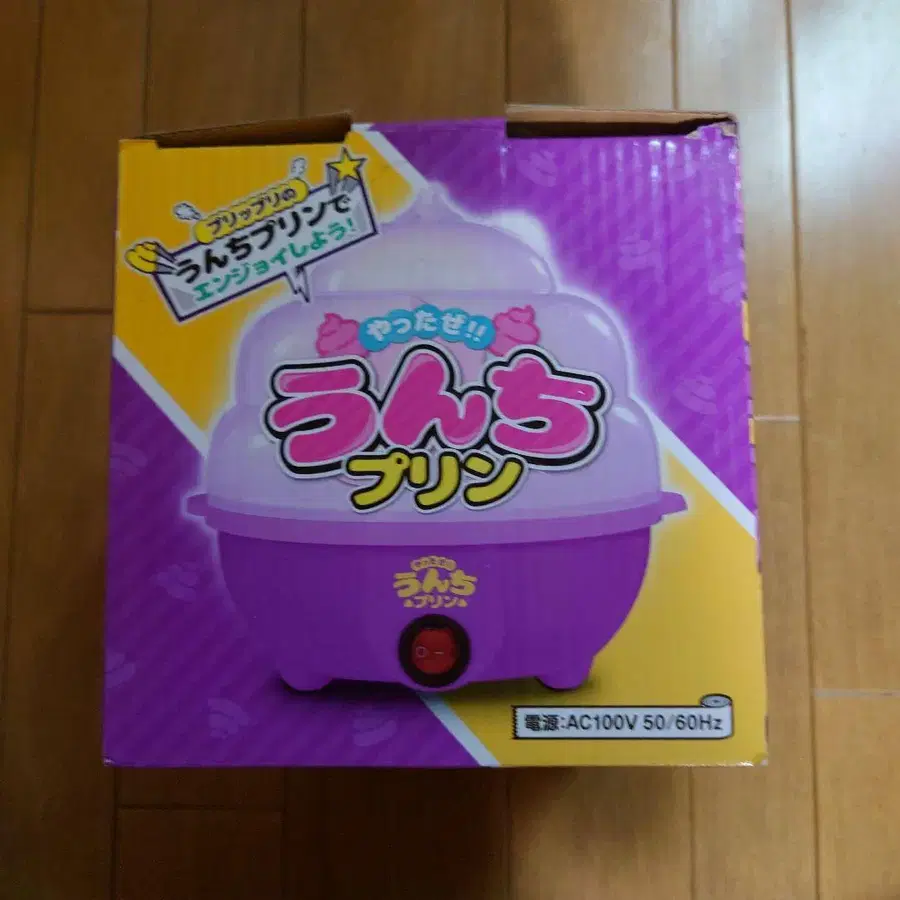 プリップリの
うんちプリンで
エンジョイしよう!
やったぜ!!
うんち
プリン
やったぜ!!
うんち
プリン
電源:AC100V 50/60Hz